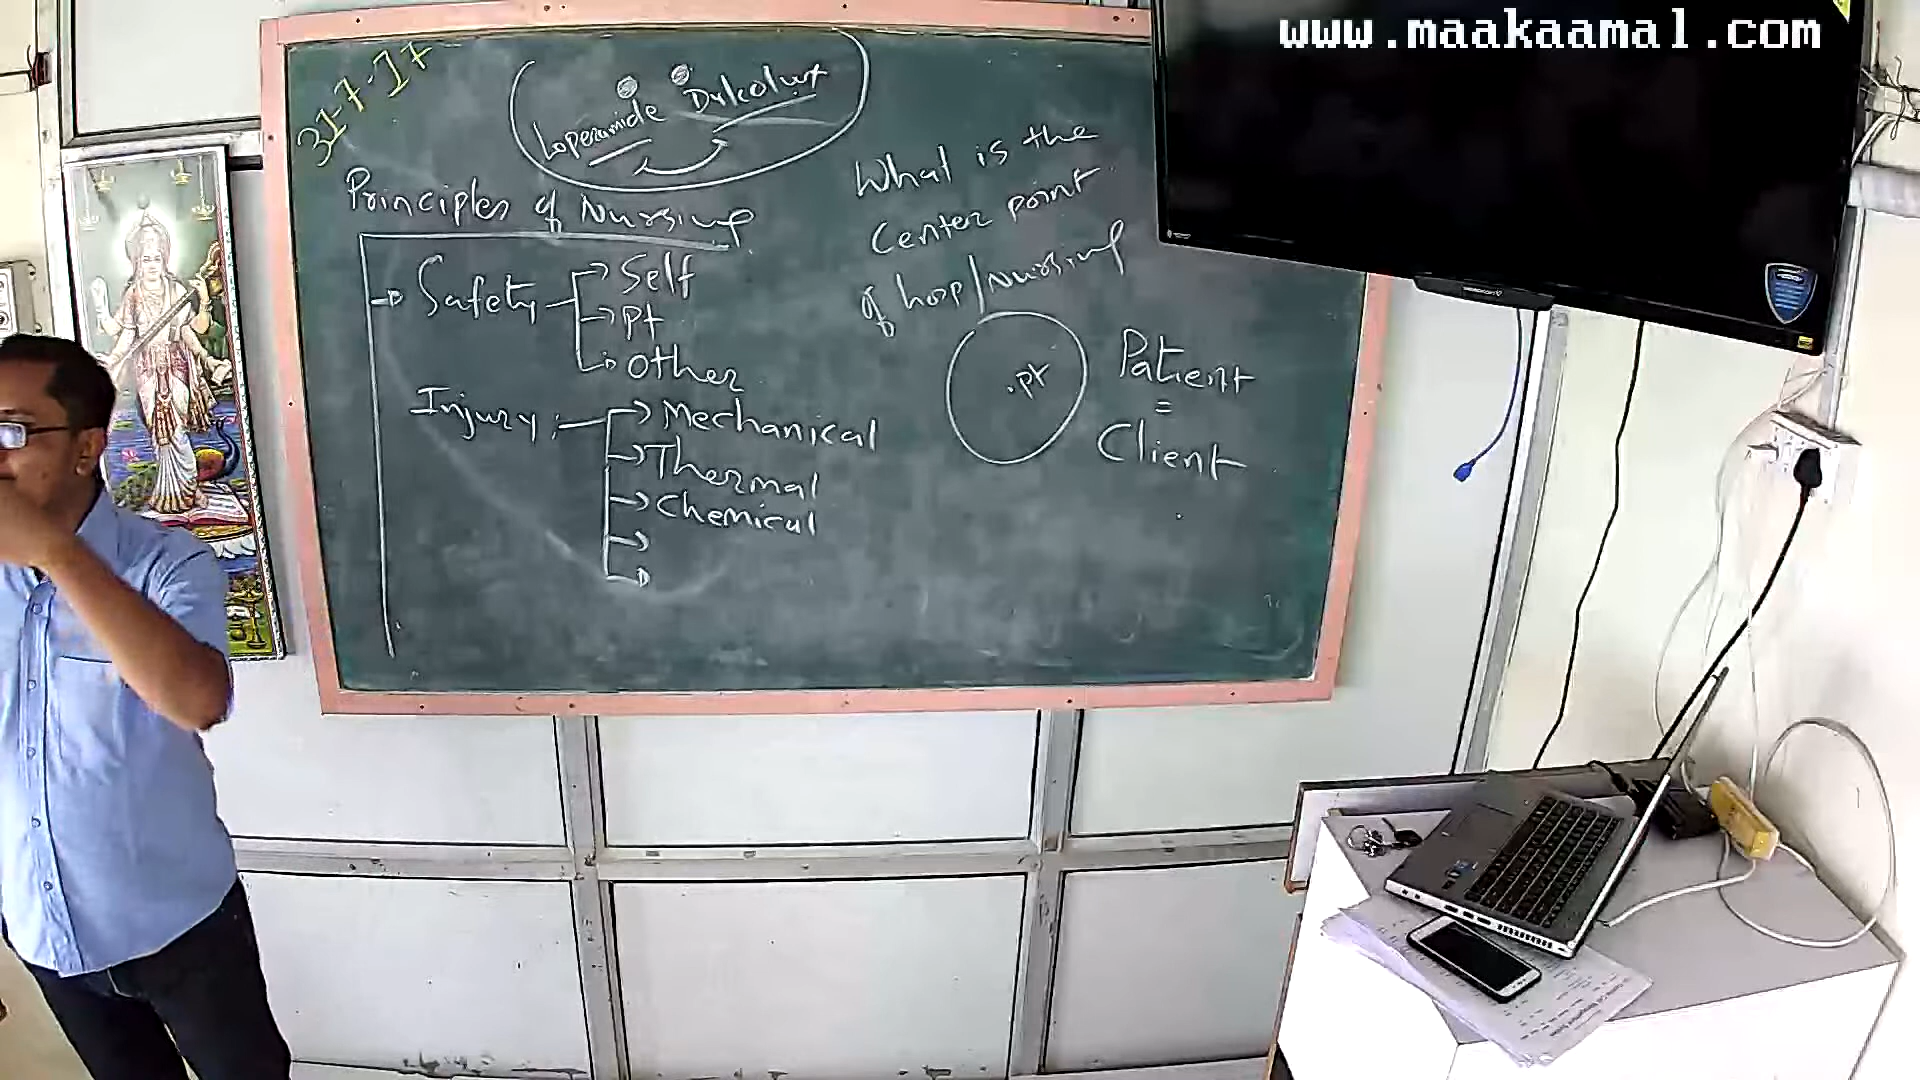 www.maakaamal.com
31-7-17
Loperamide Dulcolax
Principles of Nursing
Safety
Self
Pt
Other
Injury:
Mechanical
Thermal
Chemical
What is the
Center point
of hosp/Nursing
.pt
Patient
=
Client